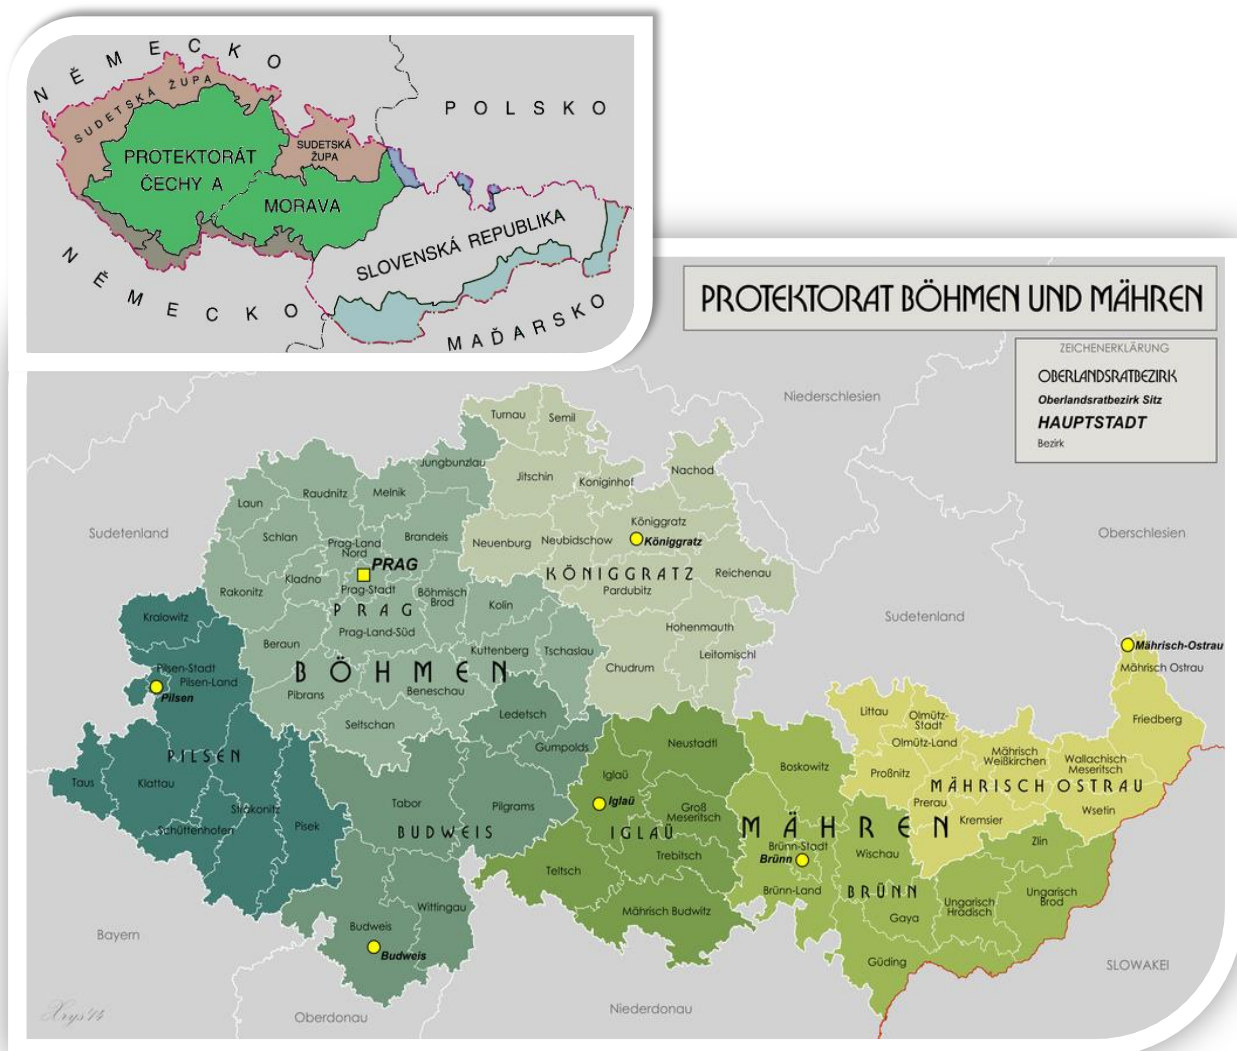 NĚMECKO
SUDETSKÁ ŽUPA
POLSKO
PROTEKTORÁT
ČECHY A
MORAVA
SUDETSKÁ
ŽUPA
SLOVENSKÁ REPUBLIKA
NĚMECKO
MAĎARSKO
PROTEKTORAT BÖHMEN UND MÄHREN
ZEICHENERKLÄRUNG
OBERLANDSRATBEZIRK
Oberlandsratbezirk Sitz
HAUPTSTADT
Bezirk
Niederschlesien
Turnau
Semil
Jungbunzlau
Jitschin
Koniginhof
Nachod
Laun
Raudnitz
Melnik
Sudetenland
Schlan
Prag-Land
Nord
Brandeis
Neuenburg
Neubidschow
Königgratz
Königgratz
Oberschlesien
PRAG
Kladno
Rakonitz
Prag-Stadt
Böhmisch
Brod
KÖNIGGRATZ
Reichenau
Pardubitz
Kolin
PRAG
Kralowitz
Prag-Land-Süd
Beraun
Kuttenberg
Tschaslau
Hohenmauth
Leitomischl
Chudrum
Sudetenland
Mährisch-Ostrau
Mährisch Ostrau
Pilsen-Stadt
Pilsen-Land
Pilsen
BÖHMEN
Pibrans
Beneschau
Seltschan
Ledetsch
Gumpolds
Neustadtl
Littau
Olmütz-
Stadt
Olmütz-Land
Friedberg
PILSEN
Taus
Klattau
Strakonitz
Schüttenhofen
Pisek
Tabor
Pilgrams
BUDWEIS
Iglaü
Iglaü
IGLAÜ
Groß
Meseritsch
Boskowitz
Proßnitz
Mährisch
Weißkirchen
Wallachisch
Meseritsch
MÄHRISCH OSTRAU
Prerau
Kremsier
Wsetin
MÄHREN
Brünn-Stadt
Brünn
Wischau
Zlin
Teltsch
Trebitsch
Brünn-Land
BRÜNN
Ungarisch
Hradisch
Ungarisch
Brod
Mährisch Budwitz
Gaya
Wittingau
Budweis
Budweis
Bayern
Güding
SLOWAKEI
Oberdonau
Niederdonau
Xrys'14